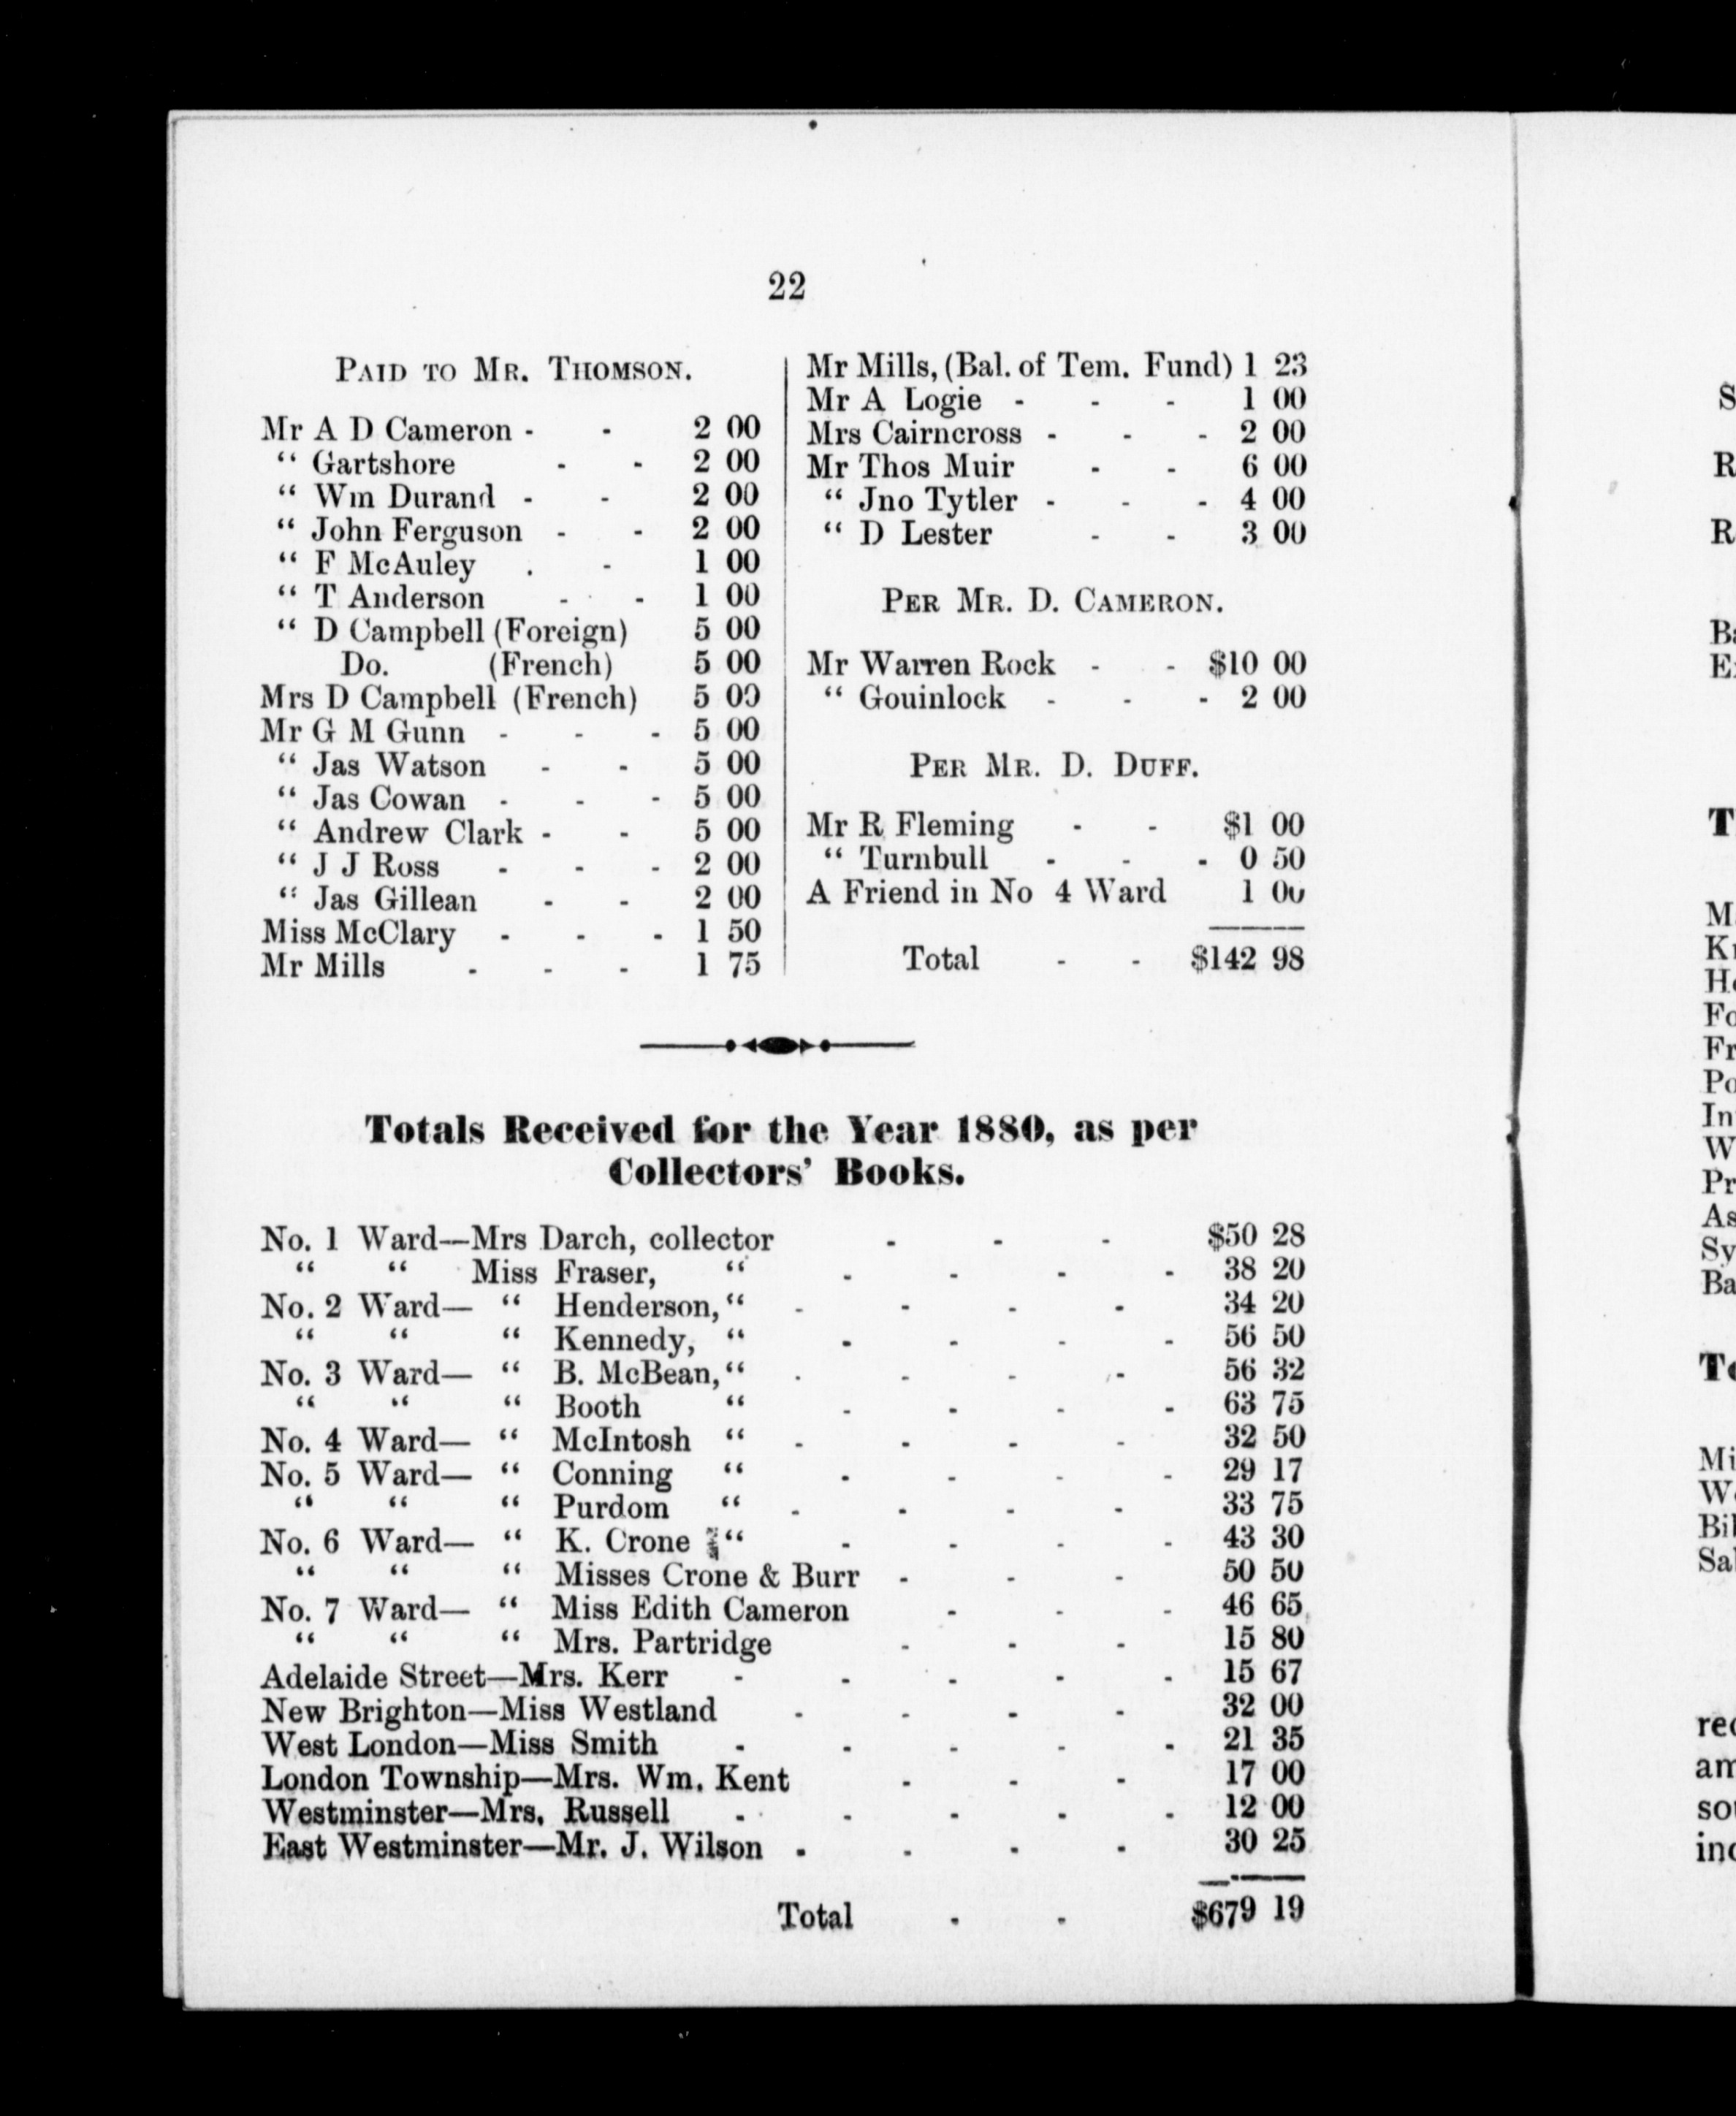 22
PAID TO MR. THOMSON.
Mr A D Cameron - - 2 00
“ Gartshore - - 2 00
“ Wm Durand - - 2 00
“ John Ferguson - - 2 00
“ F McAuley . - 1 00
“ T Anderson - - 1 00
“ D Campbell (Foreign) 5 00
Do. (French) 5 00
Mrs D Campbell (French) 5 00
Mr G M Gunn - - - 5 00
“ Jas Watson - - 5 00
“ Jas Cowan - - - 5 00
“ Andrew Clark - - 5 00
“ J J Ross - - - 2 00
“ Jas Gillean - - 2 00
Miss McClary - - - 1 50
Mr Mills - - - 1 75
Mr Mills, (Bal. of Tem. Fund) 1 23
Mr A Logie - - - 1 00
Mrs Cairncross - - - 2 00
Mr Thos Muir - - 6 00
“ Jno Tytler - - - 4 00
“ D Lester - - 3 00
PER MR. D. CAMERON.
Mr Warren Rock - - $10 00
“ Gouinlock - - - 2 00
PER MR. D. DUFF.
Mr R Fleming - - $1 00
“ Turnbull - - - 0 50
A Friend in No 4 Ward 1 00
Total - - $142 98
Totals Received for the Year 1880, as per
Collectors’ Books.
No. 1 Ward—Mrs Darch, collector - - - $50 28
“ “ Miss Fraser, “ - - - - 38 20
No. 2 Ward— “ Henderson, “ - - - - 34 20
“ “ “ Kennedy, “ - - - - 56 50
No. 3 Ward— “ B. McBean, “ - - - - 56 32
“ “ “ Booth “ - - - - 63 75
No. 4 Ward— “ McIntosh “ - - - - 32 50
No. 5 Ward— “ Conning “ - - - - 29 17
“ “ “ Purdom “ - - - - 33 75
No. 6 Ward— “ K. Crone “ - - - - 43 30
“ “ “ Misses Crone & Burr - - - 50 50
No. 7 Ward— “ Miss Edith Cameron - - - 46 65
“ “ “ Mrs. Partridge - - - 15 80
Adelaide Street—Mrs. Kerr - - - - - 15 67
New Brighton—Miss Westland - - - - 32 00
West London—Miss Smith - - - - - 21 35
London Township—Mrs. Wm. Kent - - - 17 00
Westminster—Mrs. Russell - - - - - 12 00
East Westminster—Mr. J. Wilson - - - - 30 25
Total - - $679 19